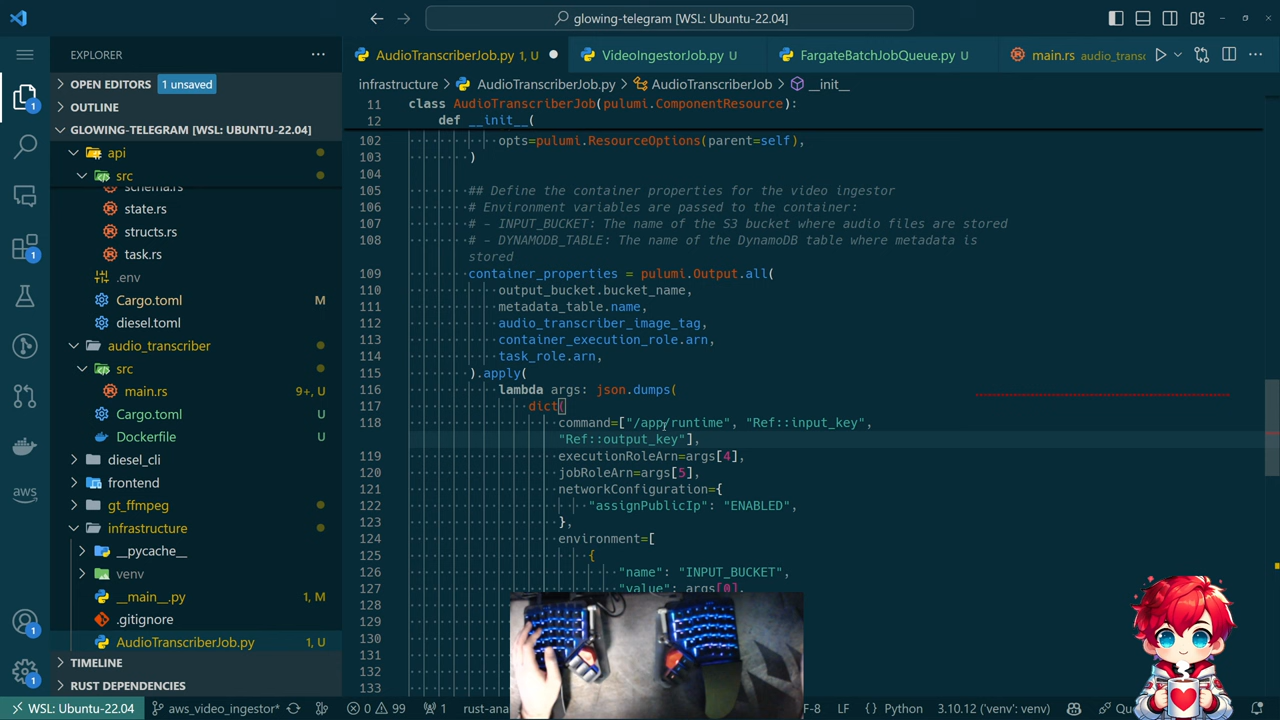 glowing-telegram [WSL: Ubuntu-22.04]
EXPLORER
OPEN EDITORS 1 unsaved
OUTLINE
GLOWING-TELEGRAM [WSL: UBUNTU-22.04]
api
src
schema.rs
state.rs
structs.rs
task.rs
.env
Cargo.toml M
diesel.toml
audio_transcriber
src
main.rs 9+, U
Cargo.toml U
Dockerfile U
diesel_cli
frontend
gt_ffmpeg
infrastructure
__pycache__
venv
__main__.py 1, M
.gitignore
AudioTranscriberJob.py 1, U
TIMELINE
RUST DEPENDENCIES
AudioTranscriberJob.py 1, U
VideoIngestorJob.py U
FargateBatchJobQueue.py U
main.rs audio_trans
infrastructure > AudioTranscriberJob.py > AudioTranscriberJob > __init__
11 class AudioTranscriberJob(pulumi.ComponentResource):
12 def __init__(
102 opts=pulumi.ResourceOptions(parent=self),
103 )
104
105 ## Define the container properties for the video ingestor
106 # Environment variables are passed to the container:
107 # - INPUT_BUCKET: The name of the S3 bucket where audio files are stored
108 # - DYNAMODB_TABLE: The name of the DynamoDB table where metadata is
stored
109 container_properties = pulumi.Output.all(
110 output_bucket.bucket_name,
111 metadata_table.name,
112 audio_transcriber_image_tag,
113 container_execution_role.arn,
114 task_role.arn,
115 ).apply(
116 lambda args: json.dumps(
117 dict(
118 command=["/app/runtime", "Ref::input_key",
"Ref::output_key"],
119 executionRoleArn=args[4],
120 jobRoleArn=args[5],
121 networkConfiguration={
122 "assignPublicIp": "ENABLED",
123 },
124 environment=[
125 {
126 "name": "INPUT_BUCKET",
127 "value": args[0],
128
129
130
131
132
133
WSL: Ubuntu-22.04 aws_video_ingestor* 0 99 1 rust-ana F-8 LF Python 3.10.12 ('venv': venv)